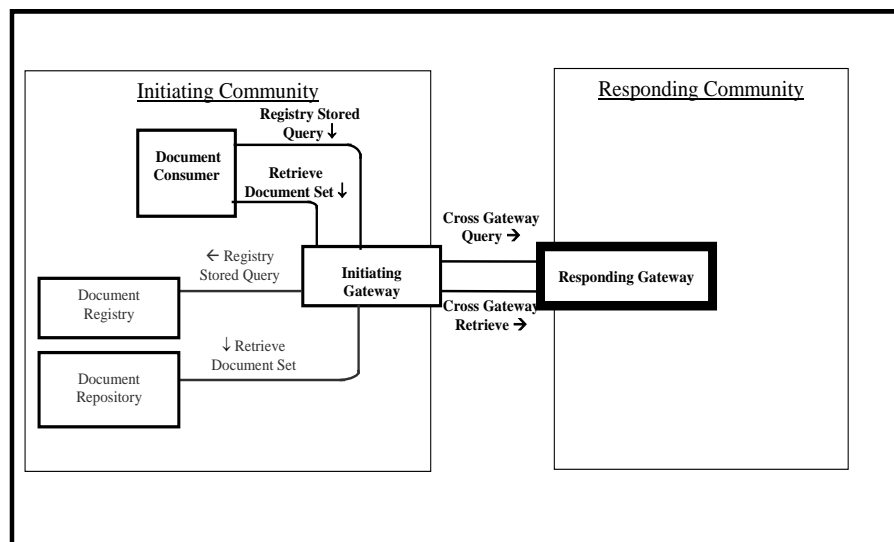 Initiating Community
Responding Community
Registry Stored
Query ↓
Document
Consumer
Retrieve
Document Set ↓
Cross Gateway
Query →
← Registry
Stored Query
Initiating
Gateway
Responding Gateway
Document
Registry
Cross Gateway
Retrieve →
↓ Retrieve
Document Set
Document
Repository